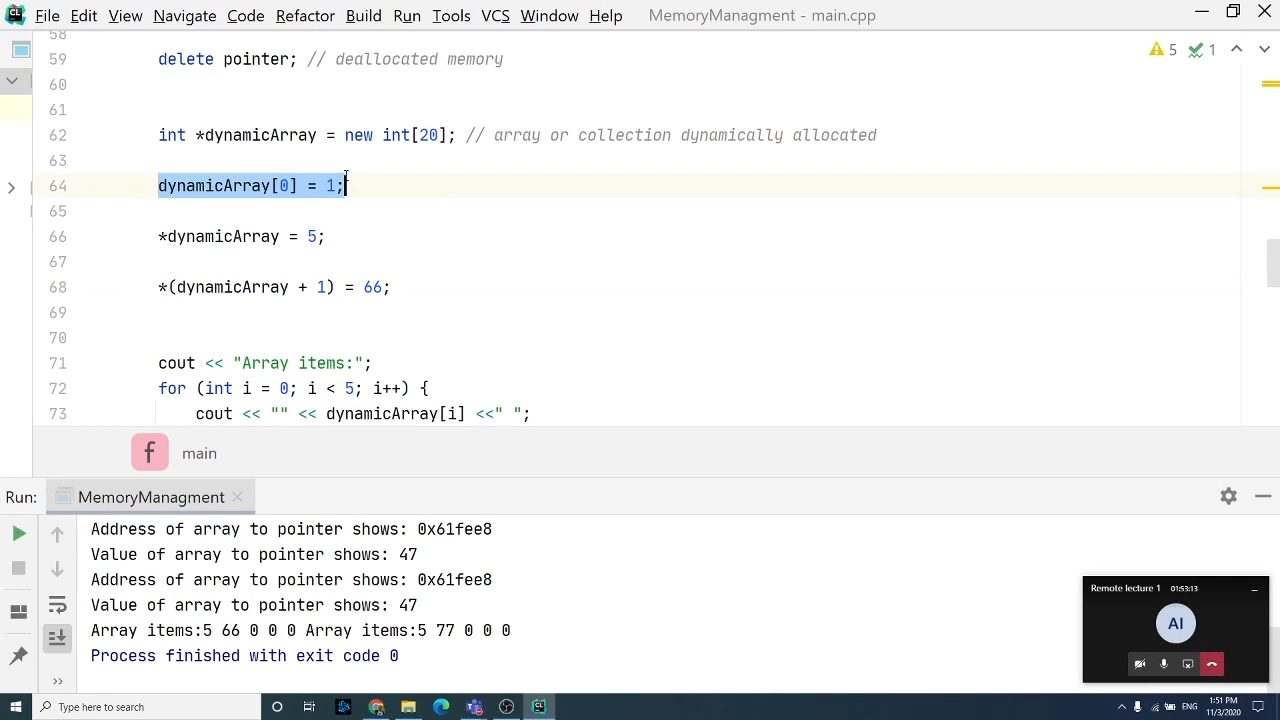 CL File Edit View Navigate Code Refactor Build Run Tools VCS Window Help MemoryManagment - main.cpp
58
59 delete pointer; // deallocated memory 5 1
60
61
62 int *dynamicArray = new int[20]; // array or collection dynamically allocated
63
64 dynamicArray[0] = 1;
65
66 *dynamicArray = 5;
67
68 *(dynamicArray + 1) = 66;
69
70
71 cout << "Array items:";
72 for (int i = 0; i < 5; i++) {
73 cout << "" << dynamicArray[i] <<" ";
f main
Run: MemoryManagment
Address of array to pointer shows: 0x61fee8
Value of array to pointer shows: 47
Address of array to pointer shows: 0x61fee8
Value of array to pointer shows: 47
Array items:5 66 0 0 0 Array items:5 77 0 0 0
Process finished with exit code 0
Remote lecture 1 01:53:13
AI
Type here to search
ENG
1:51 PM
11/3/2020